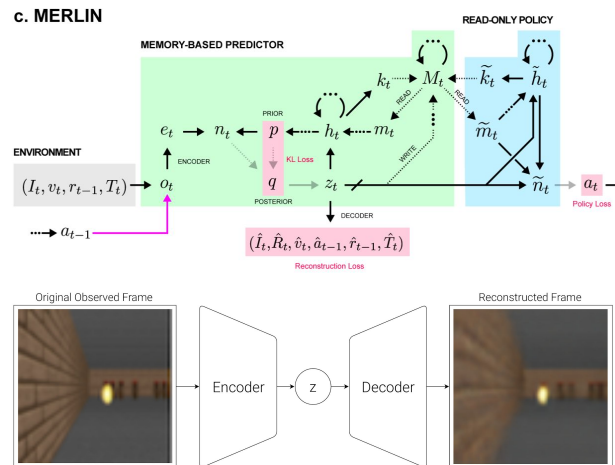 c. MERLIN
READ-ONLY POLICY
MEMORY-BASED PREDICTOR
k_t M_t k̃_t h̃_t
READ READ
PRIOR
e_t n_t p h_t m_t m̃_t
KL Loss
ENVIRONMENT
ENCODER
WRITE
(I_t, v_t, r_{t−1}, T_t) o_t q z_t ñ_t a_t
POSTERIOR
Policy Loss
DECODER
a_{t−1}
(Î_t, R̂_t, v̂_t, â_{t−1}, r̂_{t−1}, T̂_t)
Reconstruction Loss
Original Observed Frame Reconstructed Frame
Encoder z Decoder